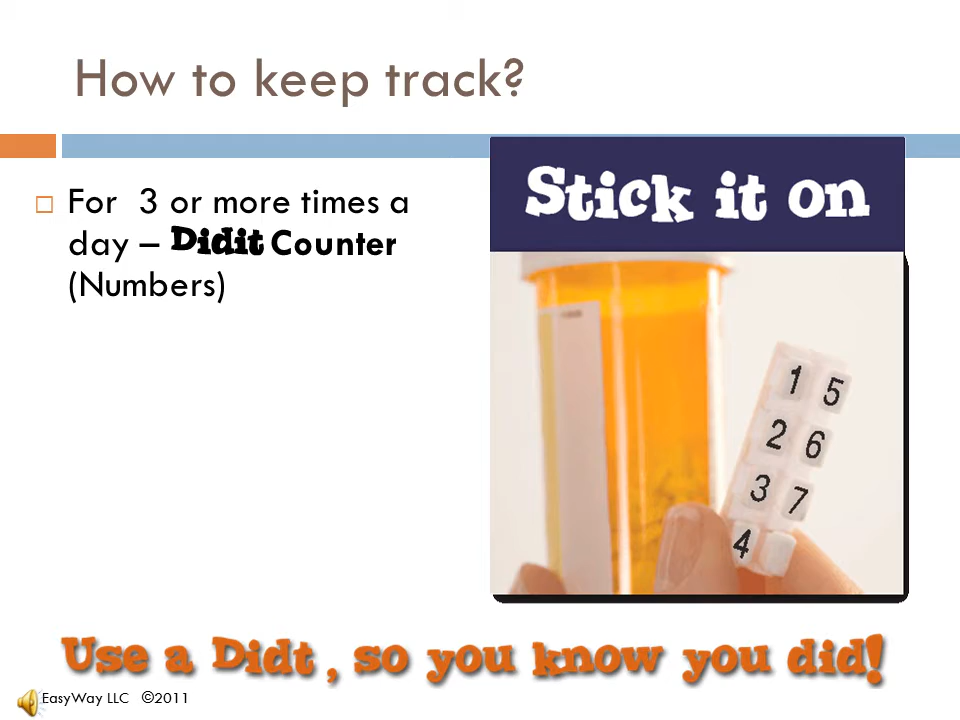 How to keep track?
Stick it on
For 3 or more times a
day – Didit Counter
(Numbers)
1 5
2 6
3 7
4
Use a Didt , so you know you did!
EasyWay LLC ©2011